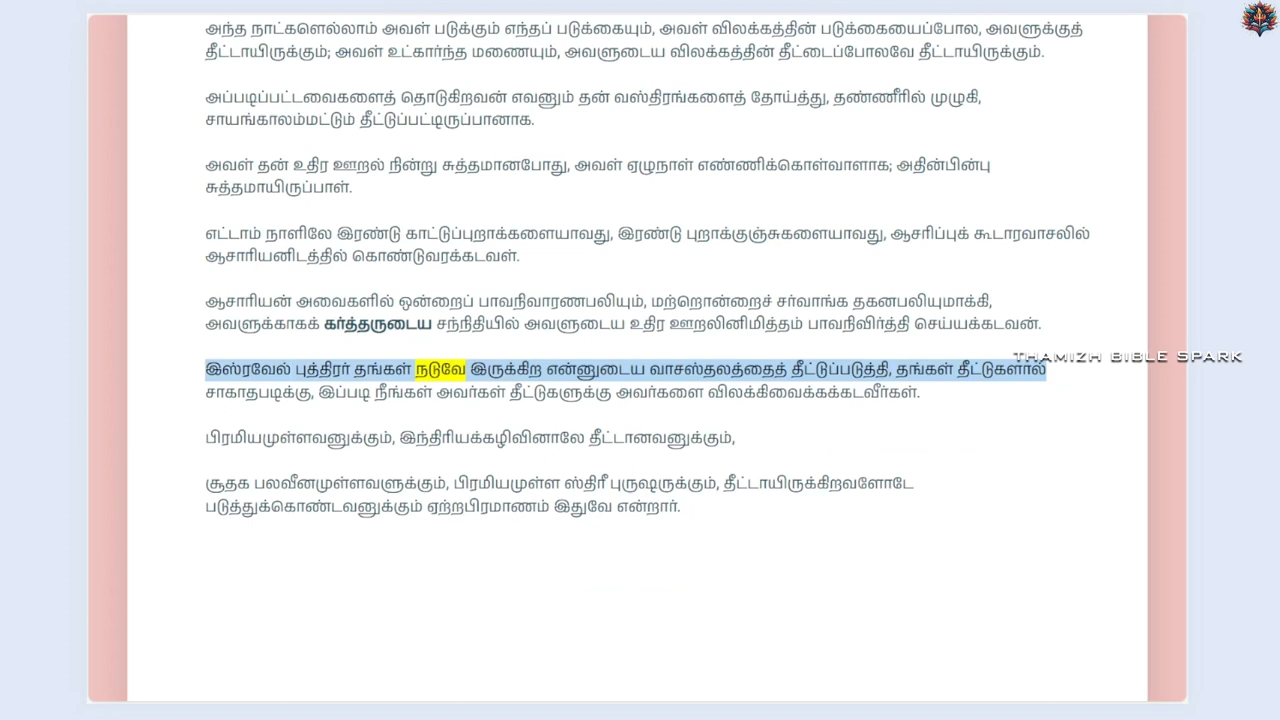 அந்த நாட்களெல்லாம் அவள் படுக்கும் எந்தப் படுக்கையும், அவள் விலக்கத்தின் படுக்கையைப்போல, அவளுக்குத்
தீட்டாயிருக்கும்; அவள் உட்கார்ந்த மணையும், அவளுடைய விலக்கத்தின் தீட்டைப்போலவே தீட்டாயிருக்கும்.
அப்படிப்பட்டவைகளைத் தொடுகிறவன் எவனும் தன் வஸ்திரங்களைத் தோய்த்து, தண்ணீரில் முழுகி,
சாயங்காலம்மட்டும் தீட்டுப்பட்டிருப்பானாக.
அவள் தன் உதிர ஊறல் நின்று சுத்தமானபோது, அவள் ஏழுநாள் எண்ணிக்கொள்வாளாக; அதின்பின்பு
சுத்தமாயிருப்பாள்.
எட்டாம் நாளிலே இரண்டு காட்டுப்புறாக்களையாவது, இரண்டு புறாக்குஞ்சுகளையாவது, ஆசரிப்புக் கூடாரவாசலில்
ஆசாரியனிடத்தில் கொண்டுவரக்கடவள்.
ஆசாரியன் அவைகளில் ஒன்றைப் பாவநிவாரணபலியும், மற்றொன்றைச் சர்வாங்க தகனபலியுமாக்கி,
அவளுக்காகக் கர்த்தருடைய சந்நிதியில் அவளுடைய உதிர ஊறலினிமித்தம் பாவநிவிர்த்தி செய்யக்கடவன்.
இஸ்ரவேல் புத்திரர் தங்கள் நடுவே இருக்கிற என்னுடைய வாசஸ்தலத்தைத் தீட்டுப்படுத்தி, தங்கள் தீட்டுகளால்
THAMIZH BIBLE SPARK
சாகாதபடிக்கு, இப்படி நீங்கள் அவர்கள் தீட்டுகளுக்கு அவர்களை விலக்கிவைக்கக்கடவீர்கள்.
பிரமியமுள்ளவனுக்கும், இந்திரியக்கழிவினாலே தீட்டானவனுக்கும்,
சூதக பலவீனமுள்ளவளுக்கும், பிரமியமுள்ள ஸ்திரீ புருஷருக்கும், தீட்டாயிருக்கிறவளோடே
படுத்துக்கொண்டவனுக்கும் ஏற்றபிரமாணம் இதுவே என்றார்.